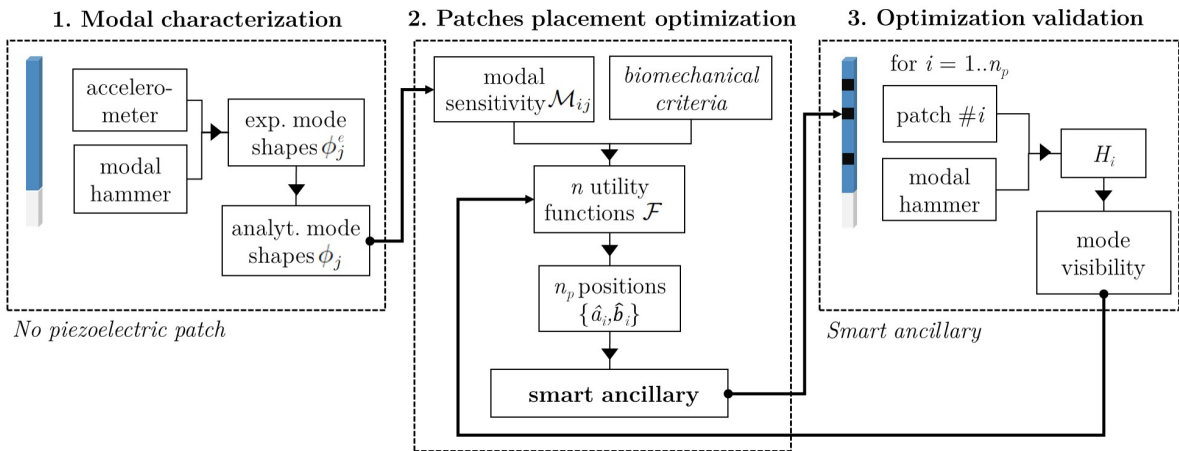 1. Modal characterization
accelero-
meter
modal
hammer
exp. mode
shapes ϕ_j^e
analyt. mode
shapes ϕ_j
No piezoelectric patch
2. Patches placement optimization
modal
sensitivity ℳ_ij
biomechanical
criteria
n utility
functions ℱ
n_p positions
{â_i,b̂_i}
smart ancillary
3. Optimization validation
for i = 1..n_p
patch #i
modal
hammer
H_i
mode
visibility
Smart ancillary